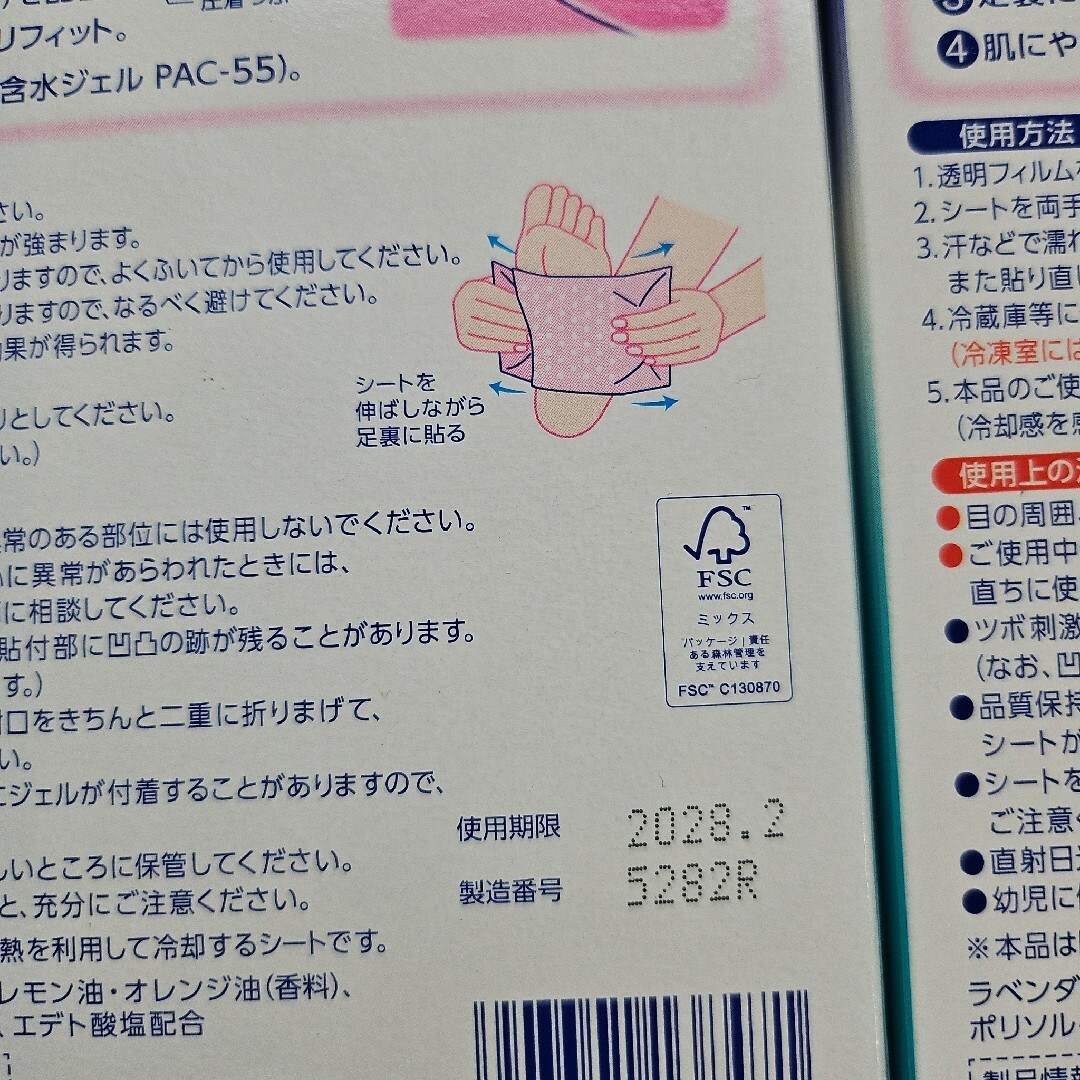 リフィット。
含水ジェル PAC-55)。
さい。
が強まります。
りますので、よくふいてから使用してください。
りますので、なるべく避けてください。
効果が得られます。
シートを
伸ばしながら
足裏に貼る
りとしてください。
い。)
常のある部位には使用しないでください。
に異常があらわれたときには、
に相談してください。
貼付部に凹凸の跡が残ることがあります。
す。)
口をきちんと二重に折りまげて、
い。
ジェルが付着することがありますので、
しいところに保管してください。
と、充分にご注意ください。
熱を利用して冷却するシートです。
レモン油・オレンジ油(香料)、
、エデト酸塩配合
FSC™
www.fsc.org
ミックス
パッケージ|責任
ある森林管理を
支えています
FSC™ C130870
使用期限 2028.2
製造番号 5282R
④肌にや
使用方法
1.透明フィルム
2.シートを両手
3.汗などで濡れ
また貼り直し
4.冷蔵庫等に
(冷凍室には
5.本品のご使
(冷却感を
使用上の
●目の周囲
●ご使用中
直ちに使
●ツボ刺激
(なお、凹
●品質保持
シートが
●シートを
ご注意く
●直射日
●幼児に
※本品は
ラベンダ
ポリソル